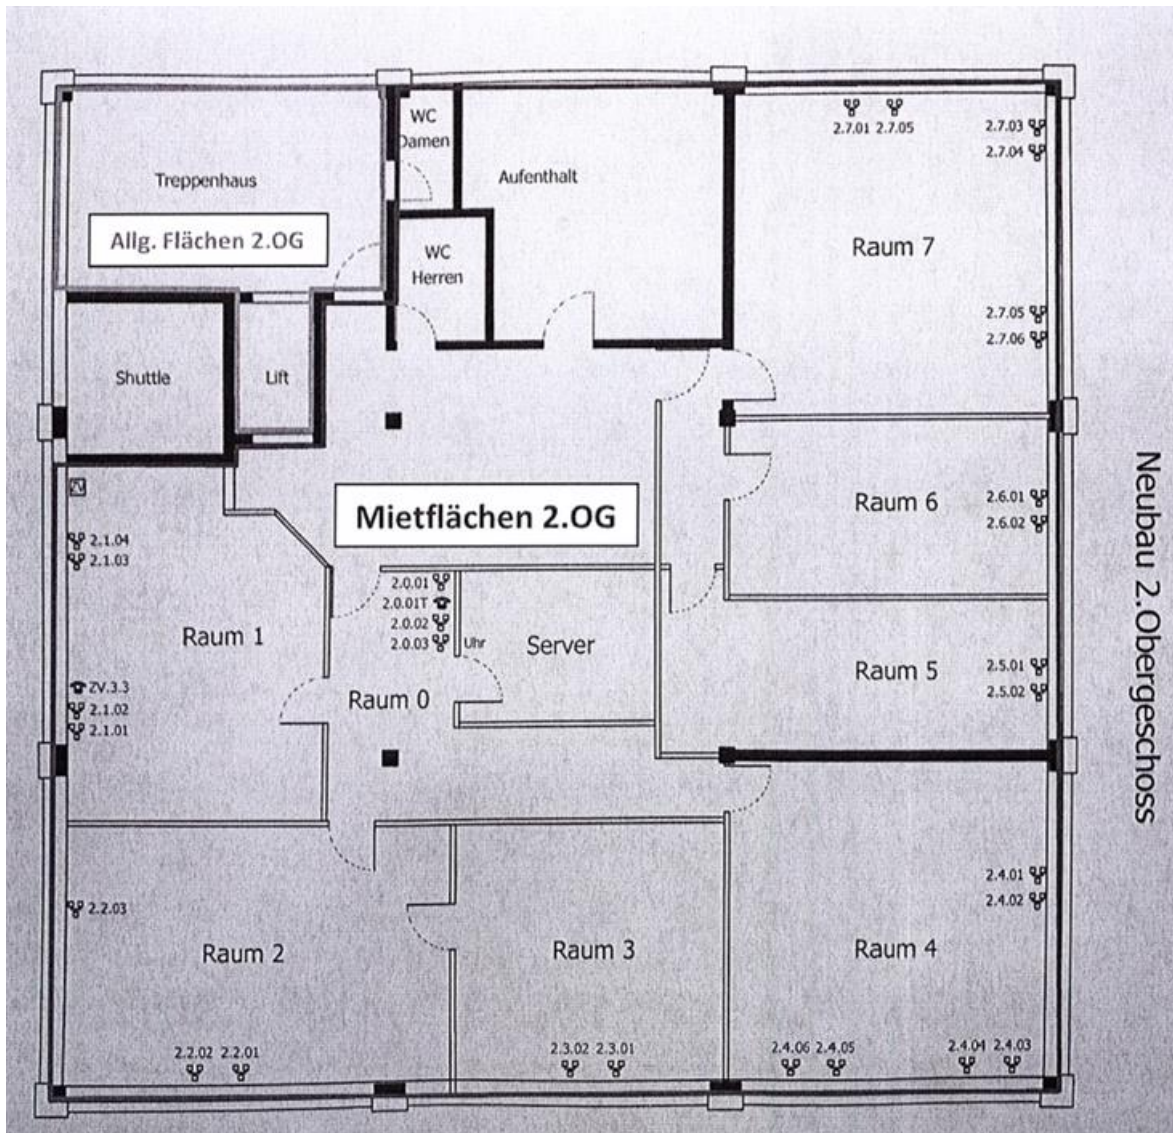 WC
Damen
Treppenhaus
Aufenthalt
Allg. Flächen 2.OG
WC
Herren
Shuttle
Lift
2.7.01 2.7.05
2.7.03
2.7.04
Raum 7
2.7.05
2.7.06
Mietflächen 2.OG
Raum 6
2.6.01
2.6.02
Neubau 2.Obergeschoss
2.1.04
2.1.03
Raum 1
ZV.3.3
2.1.02
2.1.01
2.0.01
2.0.01T
2.0.02
2.0.03
Uhr
Raum 0
Server
Raum 5
2.5.01
2.5.02
2.2.03
Raum 2
2.2.02 2.2.01
Raum 3
2.3.02 2.3.01
2.4.01
2.4.02
Raum 4
2.4.06 2.4.05
2.4.04 2.4.03